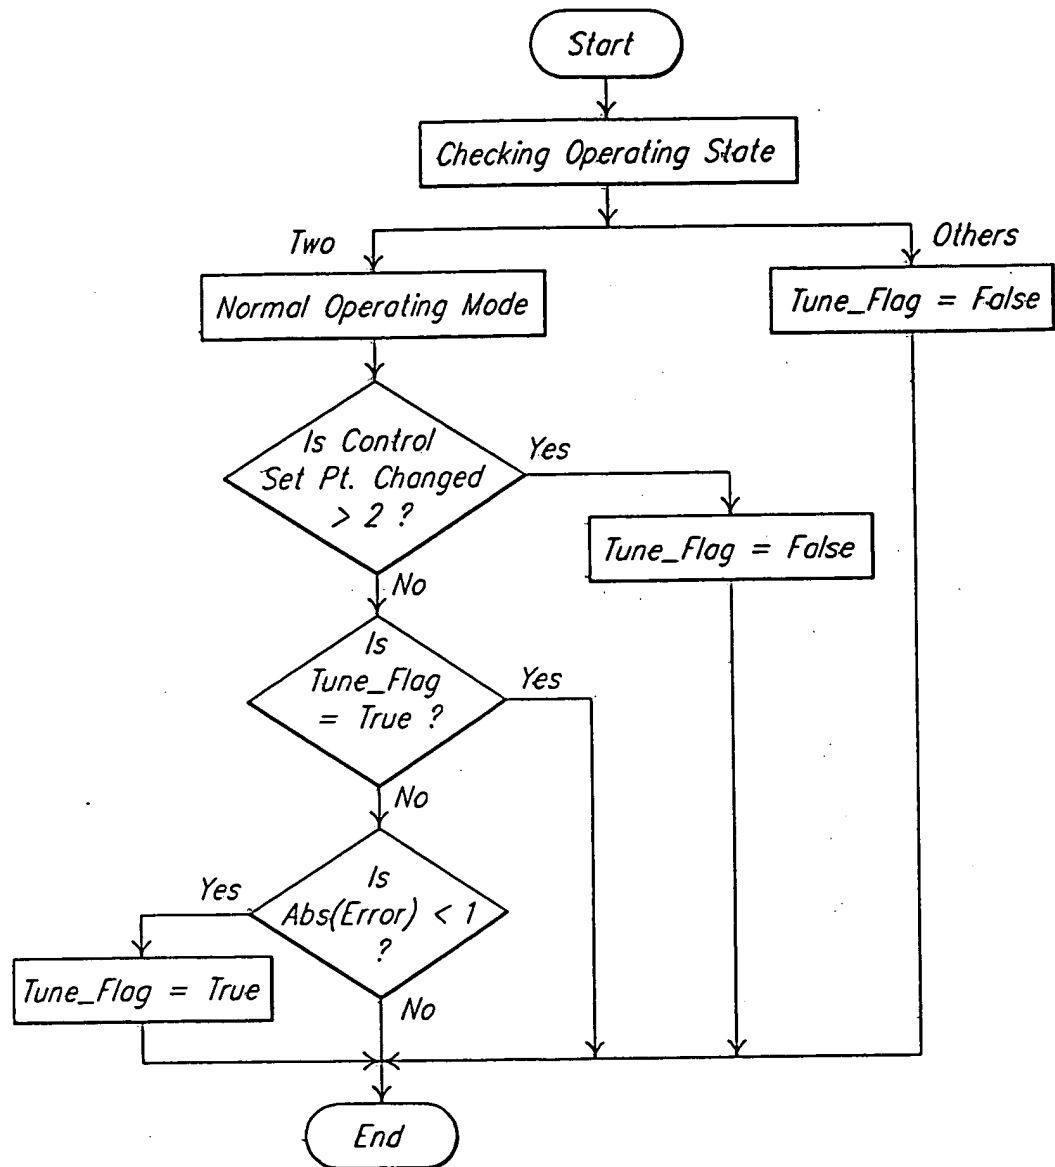 Start
Checking Operating State
Two
Others
Normal Operating Mode
Tune_Flag = False
Is Control
Set Pt. Changed
> 2 ?
Yes
Tune_Flag = False
No
Is
Tune_Flag
= True ?
Yes
No
Is
Abs(Error) < 1
?
Yes
Tune_Flag = True
No
End